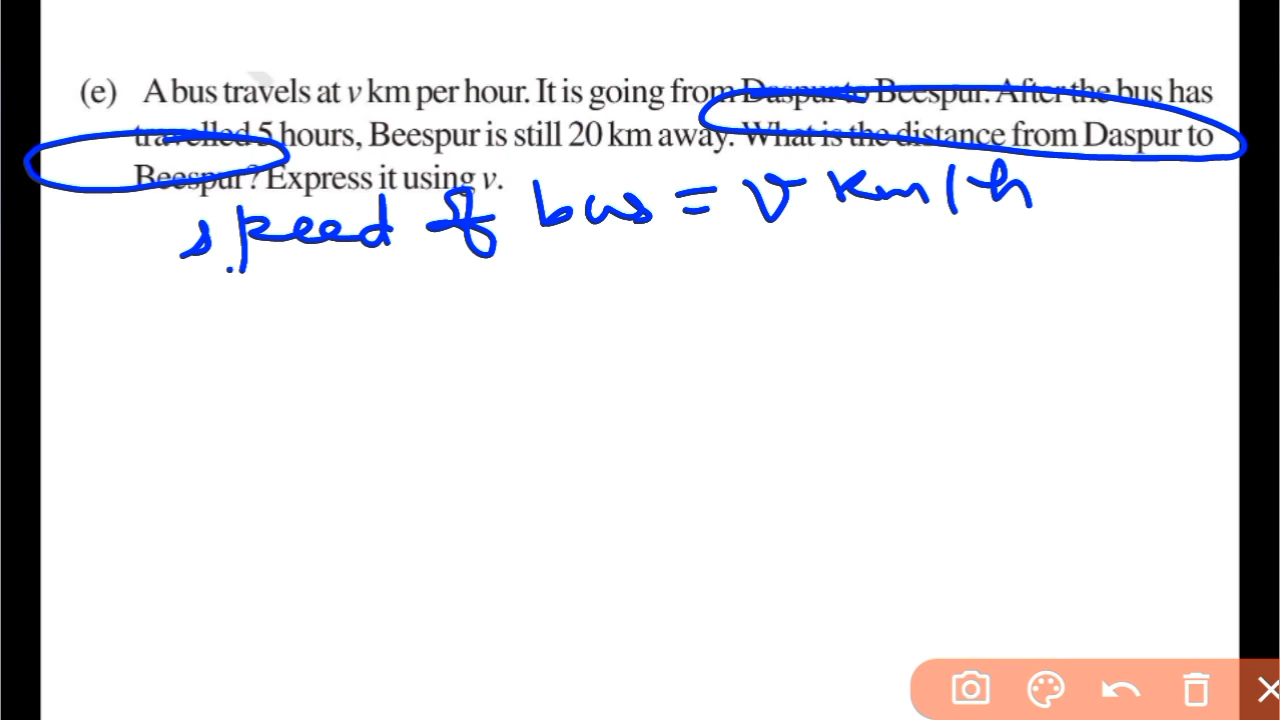 (e) A bus travels at v km per hour. It is going from Daspur to Beespur. After the bus has
travelled 5 hours, Beespur is still 20 km away. What is the distance from Daspur to
Beespur? Express it using v.
speed of bus = v km/h